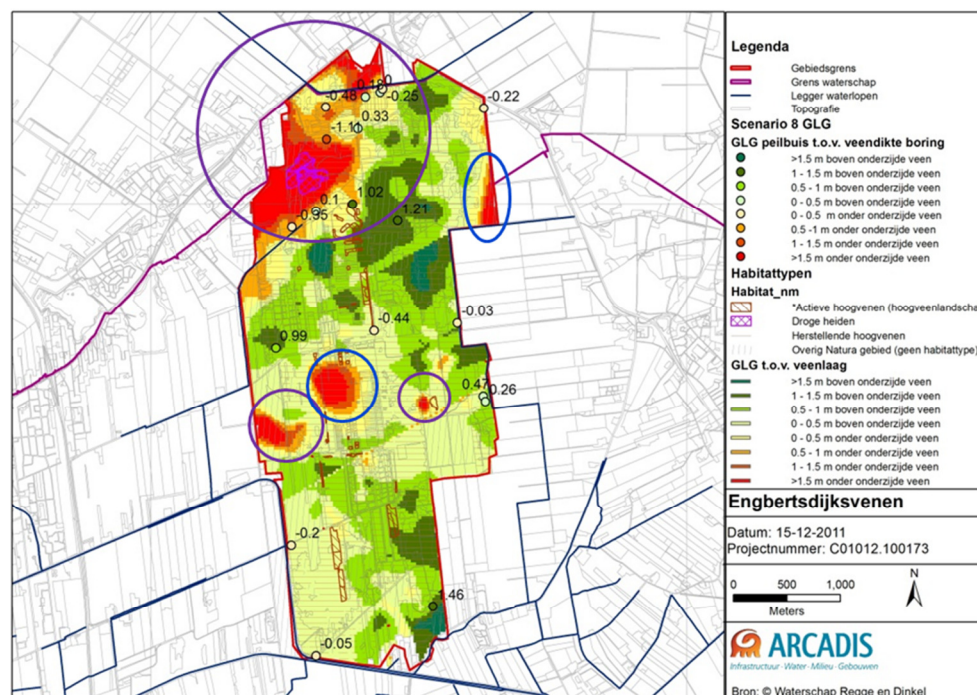 Legenda
Gebiedsgrens
Grens waterschap
Legger waterlopen
Topografie
Scenario 8 GLG
GLG peilbuis t.o.v. veendikte boring
>1.5 m boven onderzijde veen
1 - 1.5 m boven onderzijde veen
0.5 - 1 m boven onderzijde veen
0 - 0.5 m boven onderzijde veen
0 - 0.5 m onder onderzijde veen
0.5 -1 m onder onderzijde veen
1 - 1.5 m onder onderzijde veen
>1.5 m onder onderzijde veen
Habitattypen
Habitat_nm
*Actieve hoogvenen (hoogveenlandscha
Droge heiden
Herstellende hoogvenen
Overig Natura gebied (geen habitattype)
GLG t.o.v. veenlaag
>1.5 m boven onderzijde veen
1 - 1.5 m boven onderzijde veen
0.5 - 1 m boven onderzijde veen
0 - 0.5 m boven onderzijde veen
0 - 0.5 m onder onderzijde veen
0.5 - 1 m onder onderzijde veen
1 - 1.5 m onder onderzijde veen
>1.5 m onder onderzijde veen
Engbertsdijksvenen
Datum: 15-12-2011
Projectnummer: C01012.100173
0 500 1,000
Meters
N
ARCADIS
Infrastructuur · Water · Milieu · Gebouwen
Bron: © Waterschap Regge en Dinkel
-0.48
-0.25
-0.22
0.33
-1.11
1.02
0.1
1.21
-0.95
-0.03
-0.44
0.99
0.47
0.26
-0.2
1.46
-0.05